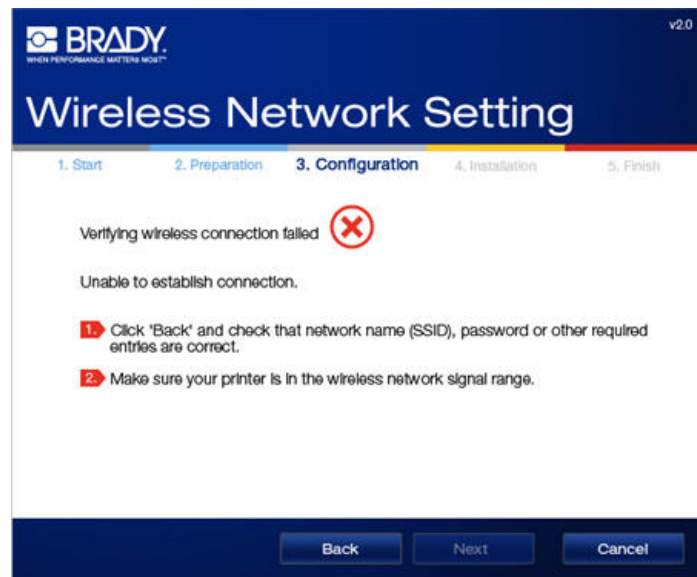 v2.0
BRADY.
WHEN PERFORMANCE MATTERS MOST™
Wireless Network Setting
1. Start 2. Preparation 3. Configuration 4. Installation 5. Finish
Verifying wireless connection failed
Unable to establish connection.
1. Click 'Back' and check that network name (SSID), password or other required
entries are correct.
2. Make sure your printer is in the wireless network signal range.
Back Next Cancel